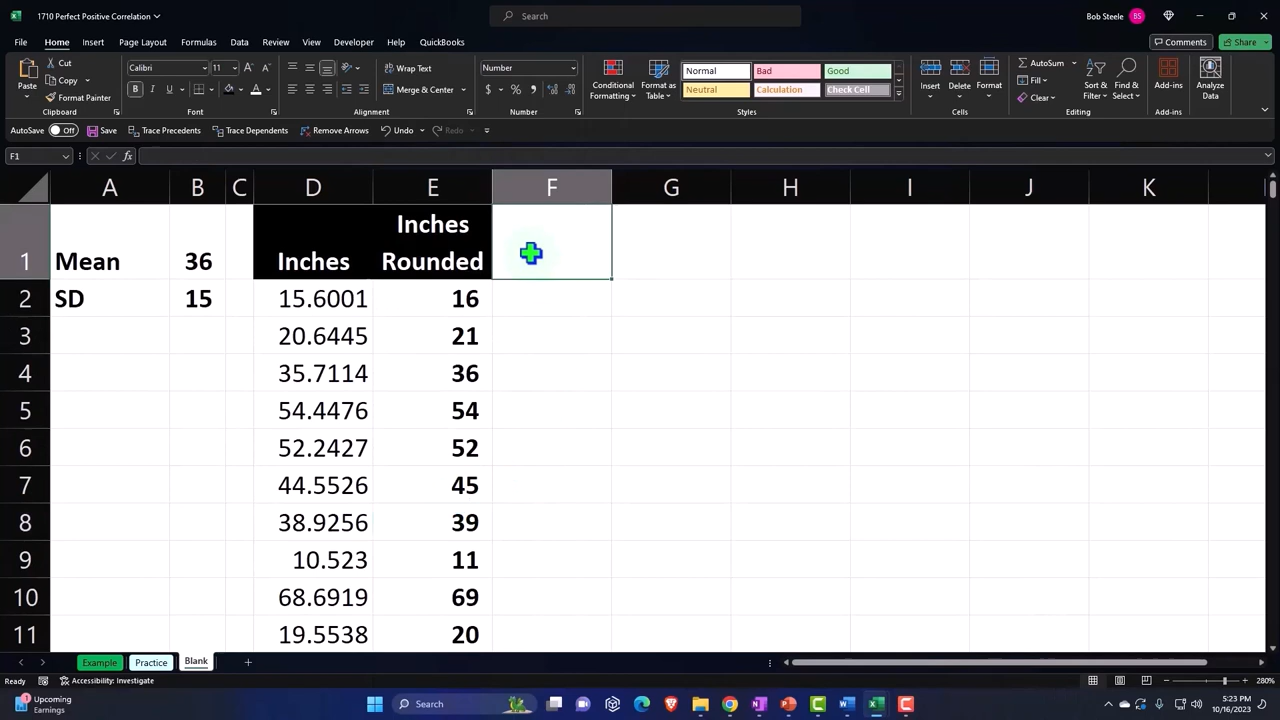 1710 Perfect Positive Correlation
Search
Bob Steele
BS
File Home Insert Page Layout Formulas Data Review View Developer Help QuickBooks
Comments
Share
Paste
Cut
Copy
Format Painter
Clipboard
Calibri
11
Font
Wrap Text
Merge & Center
Alignment
Number
Number
Conditional Formatting
Format as Table
Normal
Bad
Good
Neutral
Calculation
Check Cell
Styles
Insert
Delete
Format
Cells
AutoSum
Fill
Clear
Sort & Filter
Find & Select
Editing
Add-ins
Add-ins
Analyze Data
AutoSave Off Save Trace Precedents Trace Dependents Remove Arrows Undo Redo
F1
fx
A B C D E F G H I J K
Inches
1 Mean 36 Inches Rounded
2 SD 15 15.6001 16
3 20.6445 21
4 35.7114 36
5 54.4476 54
6 52.2427 52
7 44.5526 45
8 38.9256 39
9 10.523 11
10 68.6919 69
11 19.5538 20
Example Practice Blank
Ready Accessibility: Investigate
280%
Upcoming
Earnings
Search
5:23 PM
10/16/2023